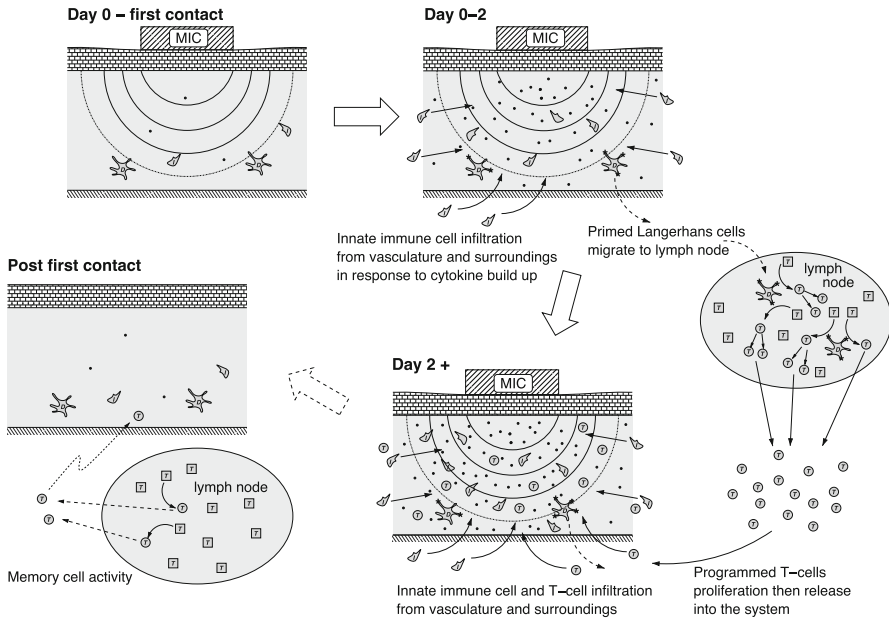 Day 0 – first contact
MIC
Day 0–2
MIC
Innate immune cell infiltration
from vasculature and surroundings
in response to cytokine build up
Primed Langerhans cells
migrate to lymph node
lymph
node
Post first contact
Day 2 +
MIC
lymph node
Memory cell activity
Innate immune cell and T–cell infiltration
from vasculature and surroundings
Programmed T–cells
proliferation then release
into the system